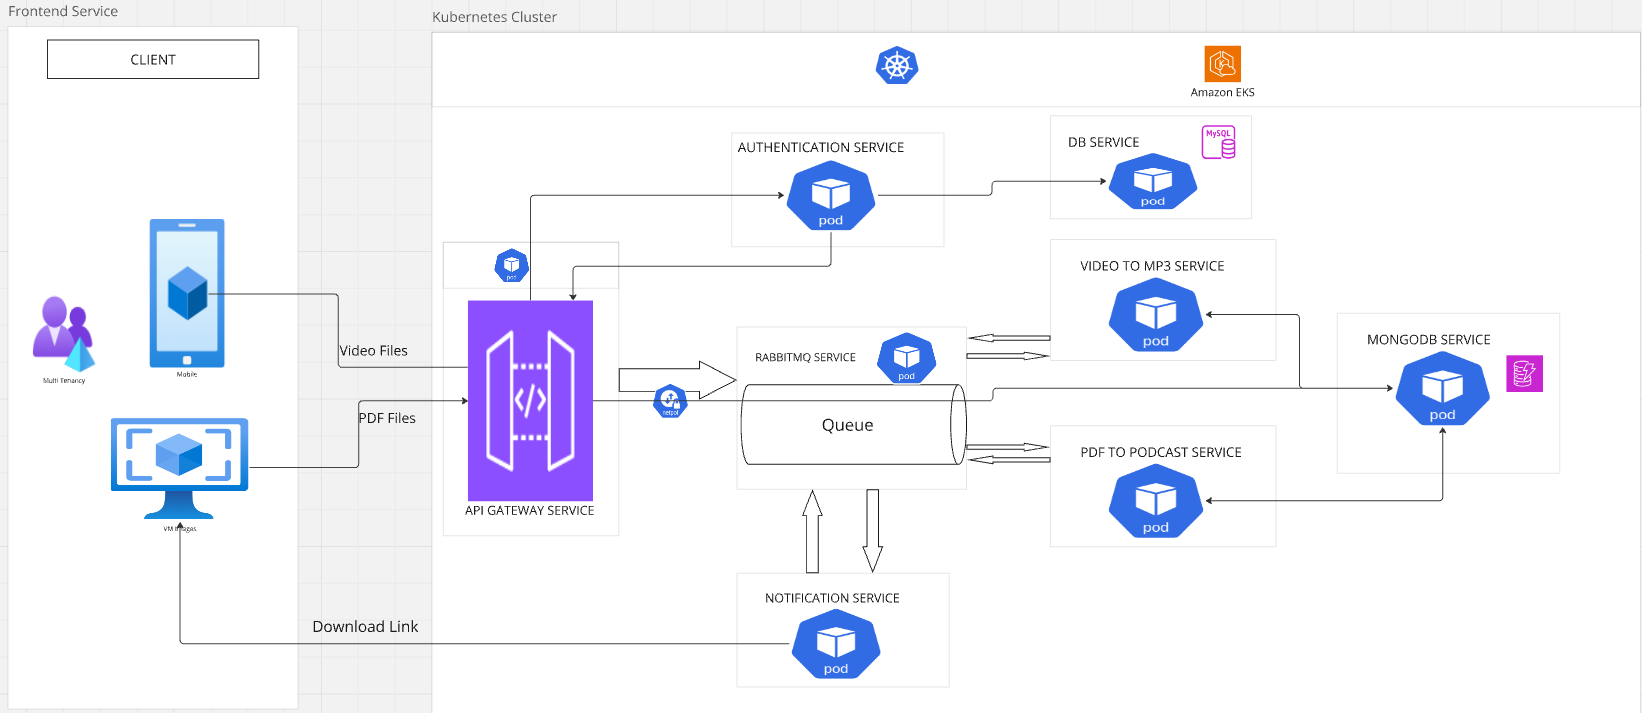 Frontend Service
CLIENT
Multi Tenancy
Mobile
VM Images
Video Files
PDF Files
Download Link
Kubernetes Cluster
Amazon EKS
AUTHENTICATION SERVICE
pod
DB SERVICE
MySQL
pod
pod
API GATEWAY SERVICE
netpol
RABBITMQ SERVICE
pod
Queue
VIDEO TO MP3 SERVICE
pod
MONGODB SERVICE
pod
PDF TO PODCAST SERVICE
pod
NOTIFICATION SERVICE
pod